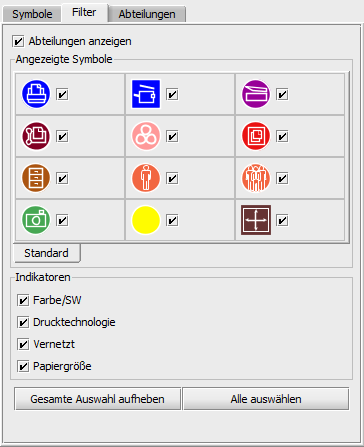 Symbole Filter Abteilungen
Abteilungen anzeigen
Angezeigte Symbole
Standard
Indikatoren
Farbe/SW
Drucktechnologie
Vernetzt
Papiergröße
Gesamte Auswahl aufheben Alle auswählen